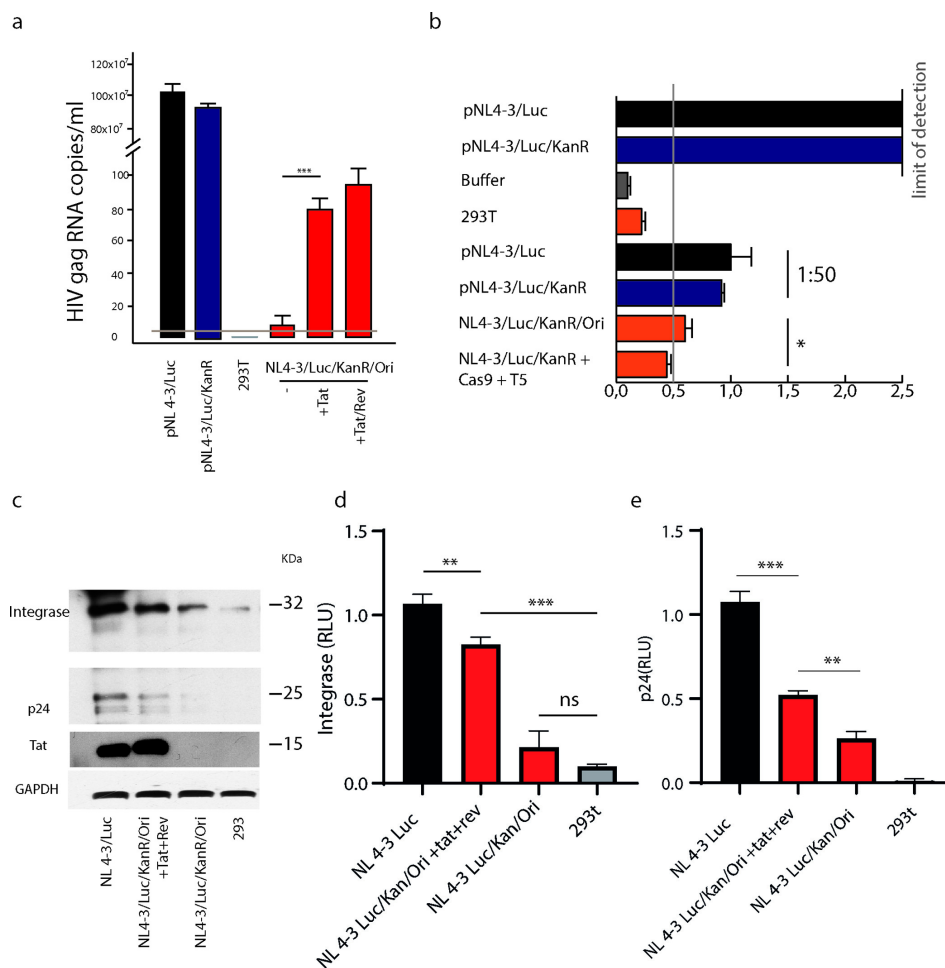 a
HIV gag RNA copies/ml
120x10⁷
100x10⁷
80x10⁷
100
80
60
40
20
0
***
pNL 4-3/Luc
pNL4-3/Luc/KanR
293T
NL4-3/Luc/KanR/Ori
-
+Tat
+Tat/Rev
b
pNL4-3/Luc
pNL4-3/Luc/KanR
Buffer
293T
pNL4-3/Luc
pNL4-3/Luc/KanR
NL4-3/Luc/KanR/Ori
NL4-3/Luc/KanR +
Cas9 + T5
limit of detection
1:50
*
0,0 0,5 1,0 1,5 2,0 2,5
c
KDa
Integrase
–32
p24
–25
Tat
–15
GAPDH
NL 4-3/Luc
NL4-3/Luc/KanR/Ori
+Tat+Rev
NL4-3/Luc/KanR/Ori
293
d
Integrase (RLU)
1.5
1.0
0.5
0.0
**
***
ns
NL 4-3 Luc
NL 4-3 Luc/Kan/Ori +tat+rev
NL 4-3 Luc/Kan/Ori
293t
e
p24(RLU)
1.5
1.0
0.5
0.0
***
**
NL 4-3 Luc
NL 4-3 Luc/Kan/Ori +tat+rev
NL 4-3 Luc/Kan/Ori
293t